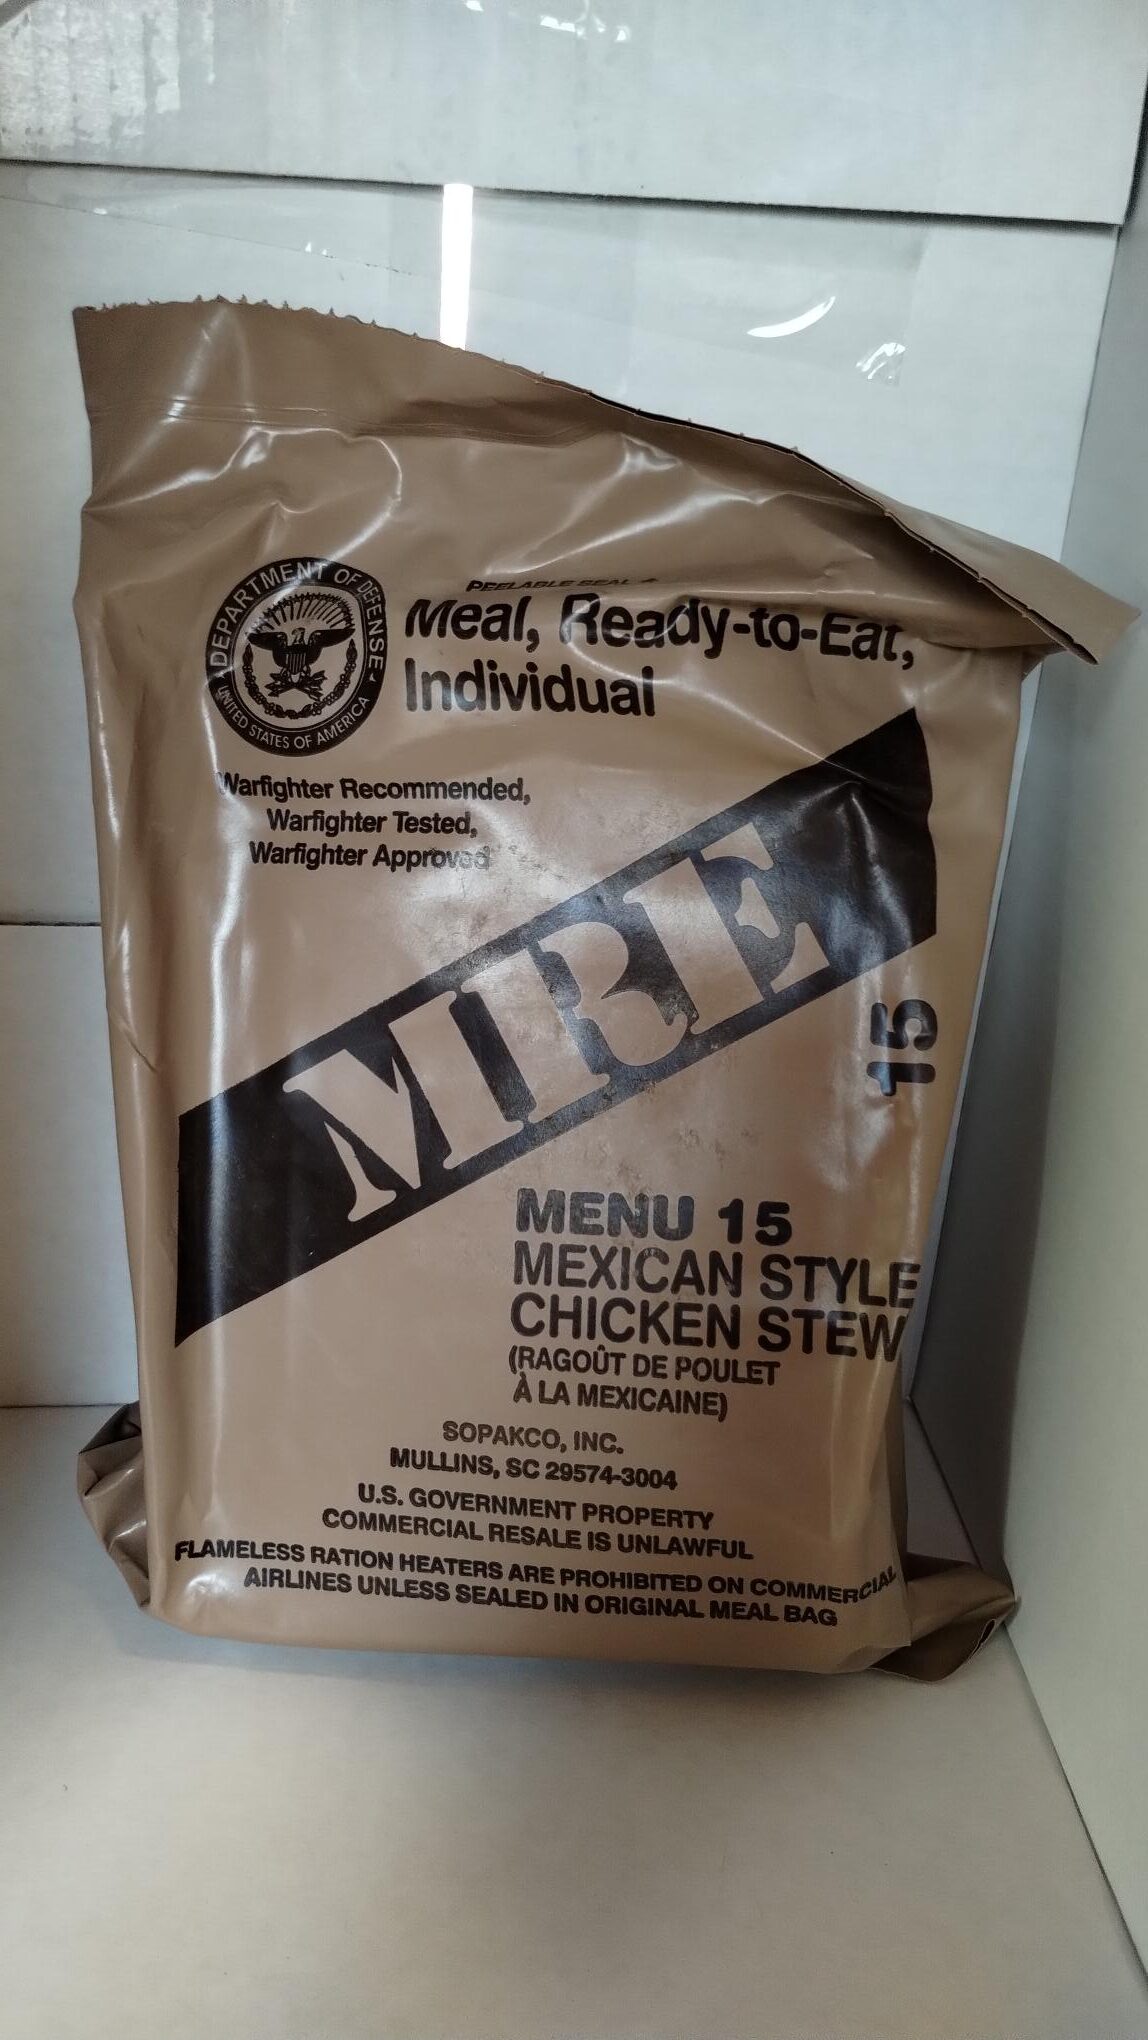 DEPARTMENT OF DEFENSE
UNITED STATES OF AMERICA
PEELABLE SEAL
Meal, Ready-to-Eat,
Individual
Warfighter Recommended,
Warfighter Tested,
Warfighter Approved
MRE
15
MENU 15
MEXICAN STYLE
CHICKEN STEW
(RAGOÛT DE POULET
À LA MEXICAINE)
SOPAKCO, INC.
MULLINS, SC 29574-3004
U.S. GOVERNMENT PROPERTY
COMMERCIAL RESALE IS UNLAWFUL
FLAMELESS RATION HEATERS ARE PROHIBITED ON COMMERCIAL
AIRLINES UNLESS SEALED IN ORIGINAL MEAL BAG